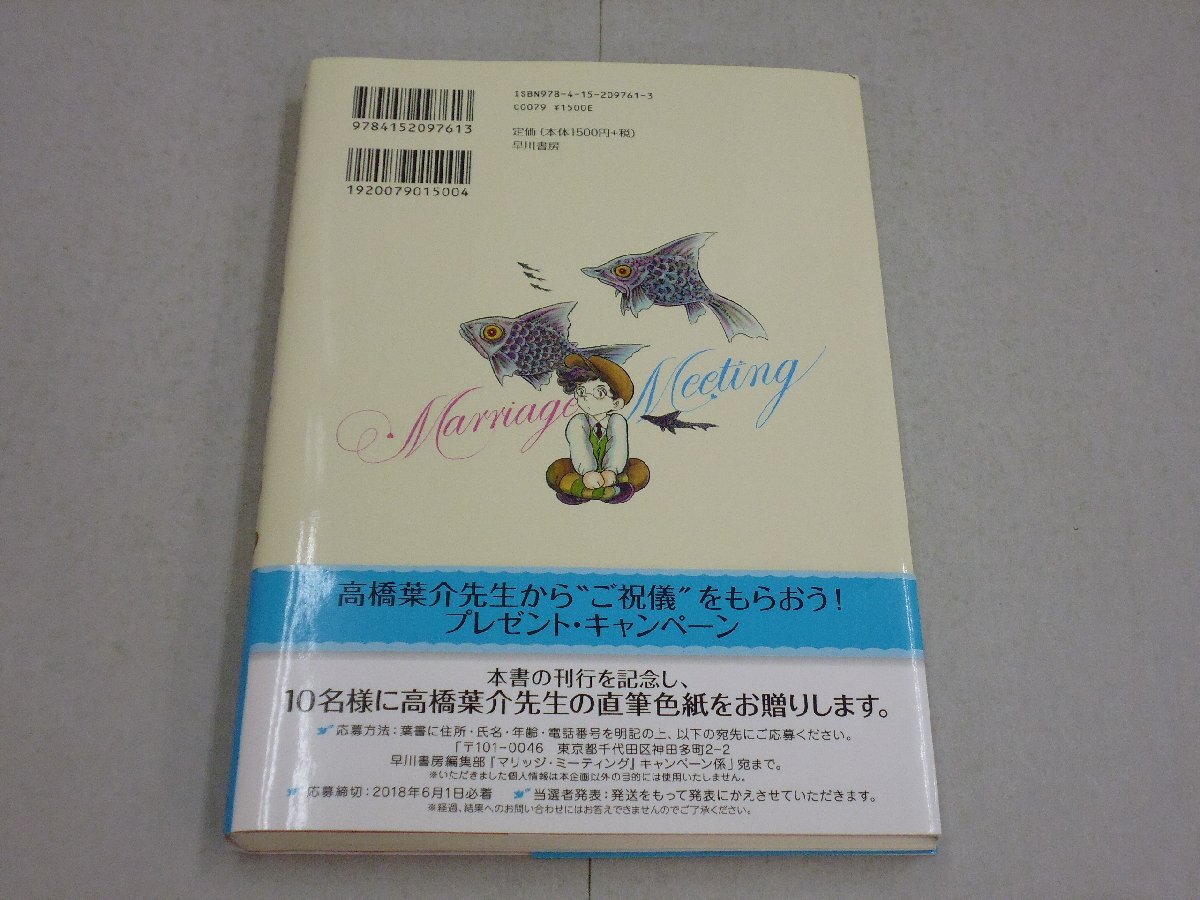 ISBN978-4-15-209761-3
C0079 ¥1500E
9784152097613
定価(本体1500円+税)
早川書房
1920079015004
Marriage Meeting
高橋葉介先生から“ご祝儀”をもらおう!
プレゼント・キャンペーン
本書の刊行を記念し、
10名様に高橋葉介先生の直筆色紙をお贈りします。
応募方法:葉書に住所・氏名・年齢・電話番号を明記の上、以下の宛先にご応募ください。
「〒101-0046 東京都千代田区神田多町2-2
早川書房編集部『マリッジ・ミーティング』キャンペーン係」宛まで。
※いただきました個人情報は本企画以外の目的には使用いたしません。
応募締切:2018年6月1日必着 当選者発表:発送をもって発表にかえさせていただきます。
※経過、結果へのお問い合わせにはお答えできませんのでご了承ください。